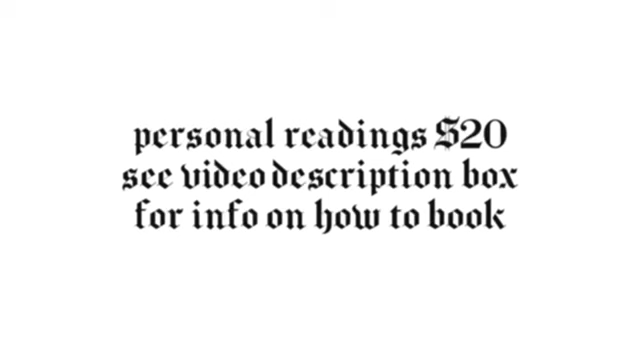 personal readings $20
see video description box
for info on how to book